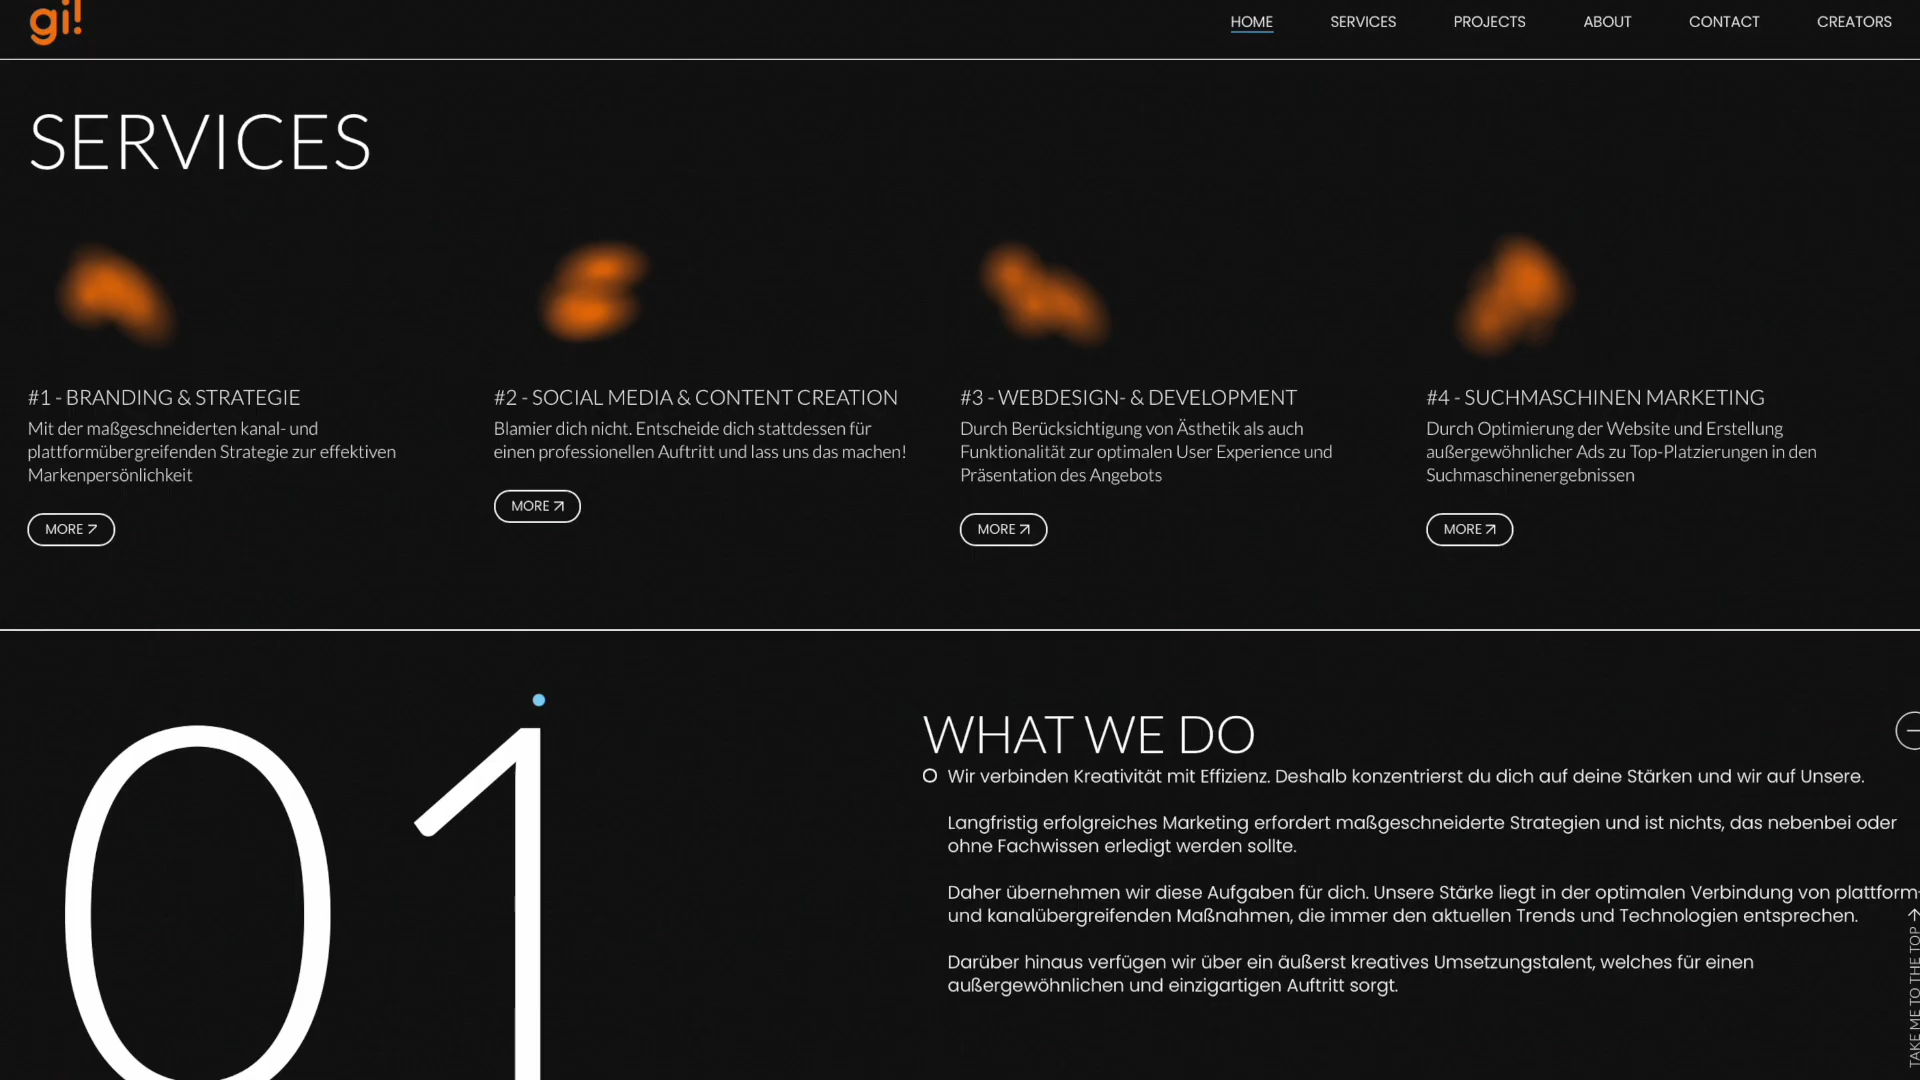 gi!
HOME SERVICES PROJECTS ABOUT CONTACT CREATORS
SERVICES
#1 - BRANDING & STRATEGIE
Mit der maßgeschneiderten kanal- und
plattformübergreifenden Strategie zur effektiven
Markenpersönlichkeit
MORE
#2 - SOCIAL MEDIA & CONTENT CREATION
Blamier dich nicht. Entscheide dich stattdessen für
einen professionellen Auftritt und lass uns das machen!
MORE
#3 - WEBDESIGN- & DEVELOPMENT
Durch Berücksichtigung von Ästhetik als auch
Funktionalität zur optimalen User Experience und
Präsentation des Angebots
MORE
#4 - SUCHMASCHINEN MARKETING
Durch Optimierung der Website und Erstellung
außergewöhnlicher Ads zu Top-Platzierungen in den
Suchmaschinenergebnissen
MORE
01
WHAT WE DO
Wir verbinden Kreativität mit Effizienz. Deshalb konzentrierst du dich auf deine Stärken und wir auf Unsere.
Langfristig erfolgreiches Marketing erfordert maßgeschneiderte Strategien und ist nichts, das nebenbei oder
ohne Fachwissen erledigt werden sollte.
Daher übernehmen wir diese Aufgaben für dich. Unsere Stärke liegt in der optimalen Verbindung von plattform-
und kanalübergreifenden Maßnahmen, die immer den aktuellen Trends und Technologien entsprechen.
Darüber hinaus verfügen wir über ein äußerst kreatives Umsetzungstalent, welches für einen
außergewöhnlichen und einzigartigen Auftritt sorgt.
TAKE ME TO THE TOP